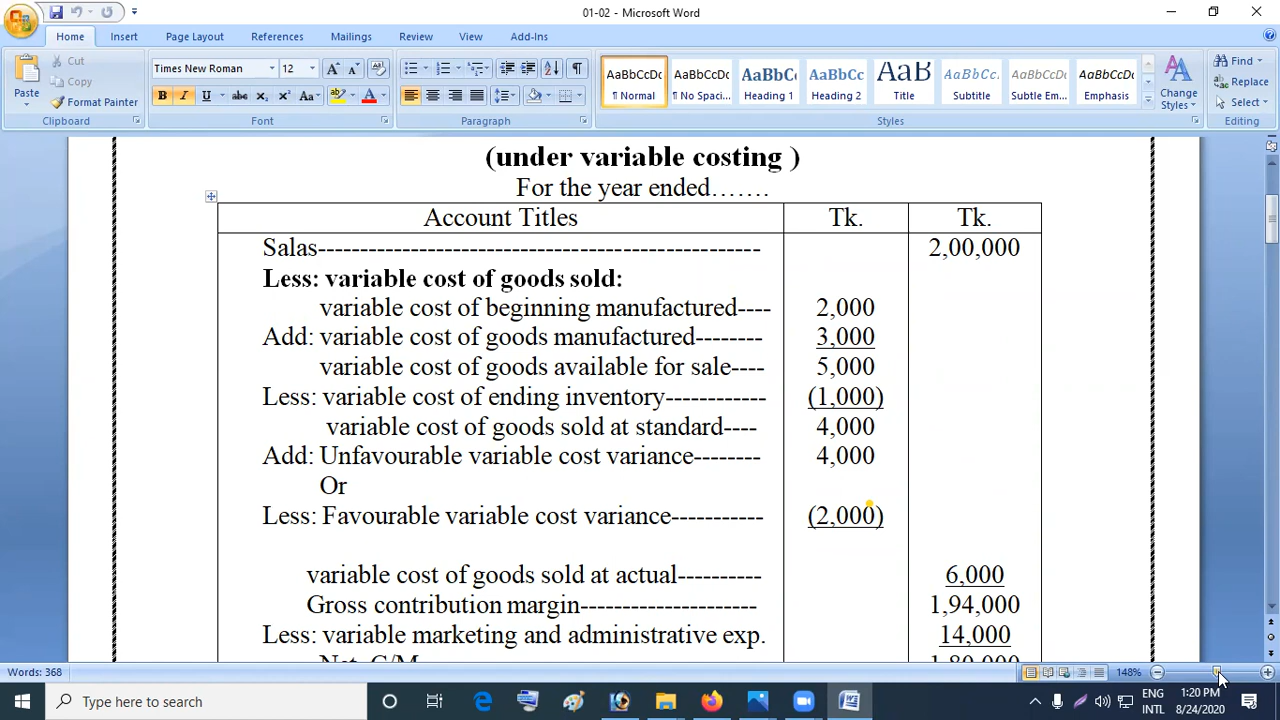 01-02 - Microsoft Word
Home Insert Page Layout References Mailings Review View Add-Ins
Paste Cut Copy Format Painter
Clipboard
Times New Roman 12
Font
Paragraph
AaBbCcDc AaBbCcDc AaBbCc AaBbCc AaB AaBbCc. AaBbCcDc AaBbCcDc
¶ Normal ¶ No Spaci... Heading 1 Heading 2 Title Subtitle Subtle Em... Emphasis
Change Styles
Styles
Find
Replace
Select
Editing
(under variable costing )
For the year ended…….
Account Titles Tk. Tk.
Salas----------------------------------------------------- 2,00,000
Less: variable cost of goods sold:
variable cost of beginning manufactured---- 2,000
Add: variable cost of goods manufactured-------- 3,000
variable cost of goods available for sale---- 5,000
Less: variable cost of ending inventory------------ (1,000)
variable cost of goods sold at standard---- 4,000
Add: Unfavourable variable cost variance-------- 4,000
Or
Less: Favourable variable cost variance----------- (2,000)
variable cost of goods sold at actual---------- 6,000
Gross contribution margin--------------------- 1,94,000
Less: variable marketing and administrative exp. 14,000
Words: 368 148%
Type here to search
ENG INTL
1:20 PM
8/24/2020